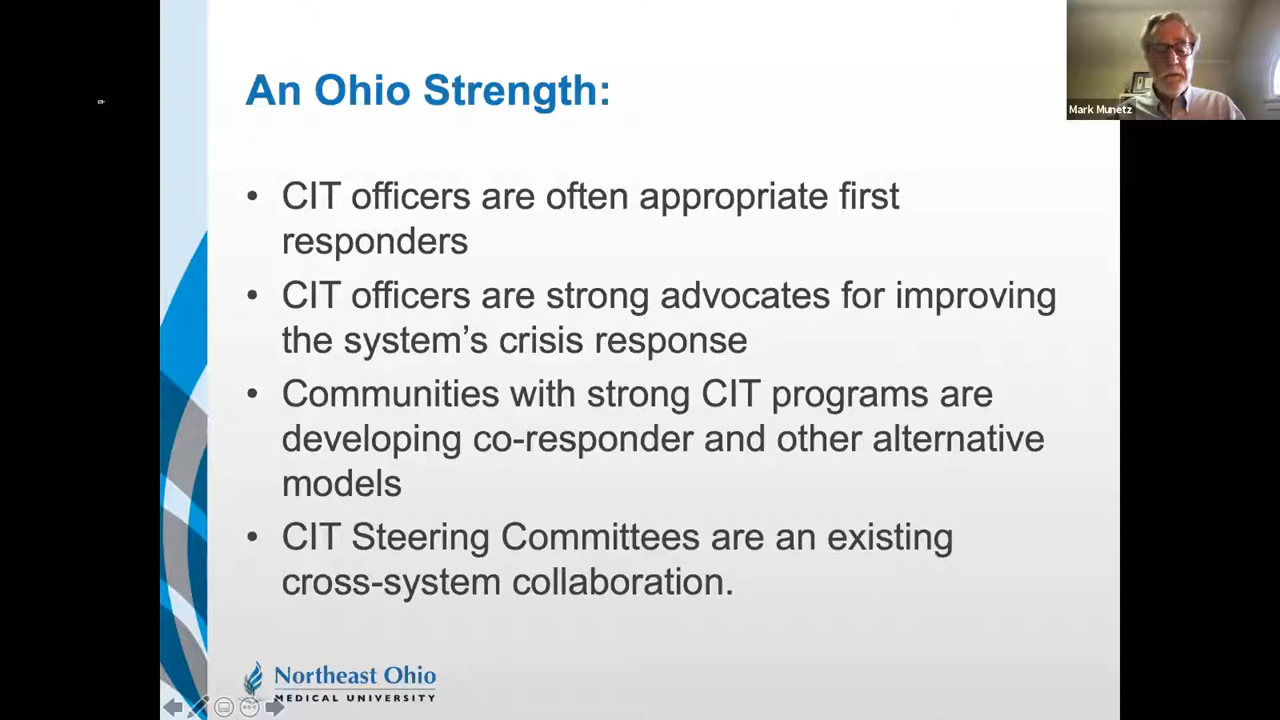 An Ohio Strength:
Mark Munetz
• CIT officers are often appropriate first
responders
• CIT officers are strong advocates for improving
the system’s crisis response
• Communities with strong CIT programs are
developing co-responder and other alternative
models
• CIT Steering Committees are an existing
cross-system collaboration.
Northeast Ohio
MEDICAL UNIVERSITY